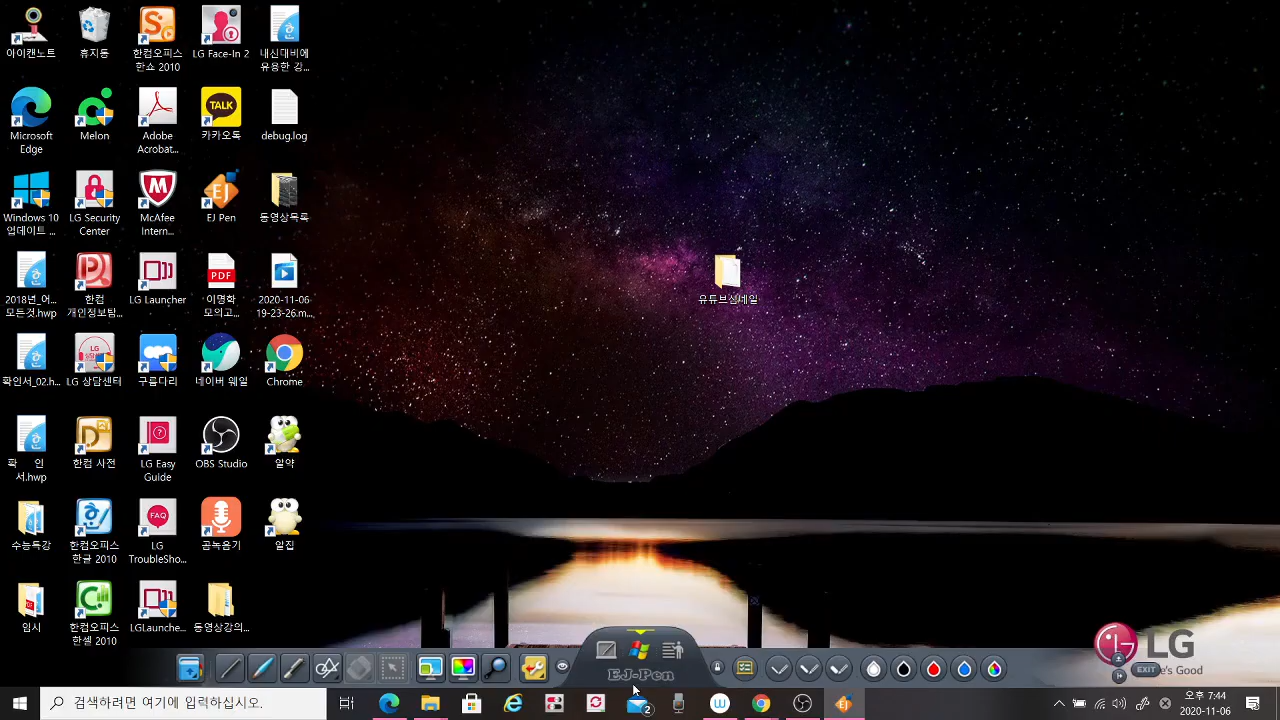 아이캔노트
휴지통
한컴오피스
한쇼 2010
LG Face-In 2
내신대비에
유용한 강...
Microsoft
Edge
Melon
Adobe
Acrobat...
TALK
카카오톡
debug.log
Windows 10
업데이트 ...
LG Security
Center
McAfee
Intern...
EJ
EJ Pen
동영상목록
2018년_어...
모든것.hwp
한컴
개인정보탐...
LG Launcher
PDF
이명학
모의고...
2020-11-06
19-23-26.m...
유튜브썸네일
확인서_02.h...
LG 상담센터
구름다리
네이버 웨일
Chrome
확 인
서.hwp
한컴 사전
LG Easy
Guide
OBS Studio
알약
수능특강
한컴오피스
한글 2010
FAQ
LG
TroubleSho...
곰녹음기
알집
임시
한컴오피스
한셀 2010
LGLaunche...
동영상강의...
LG
EXIT
EJ-Pen
검색하려면 여기에 입력하십시오.
2
오후 7:44
2020-11-06